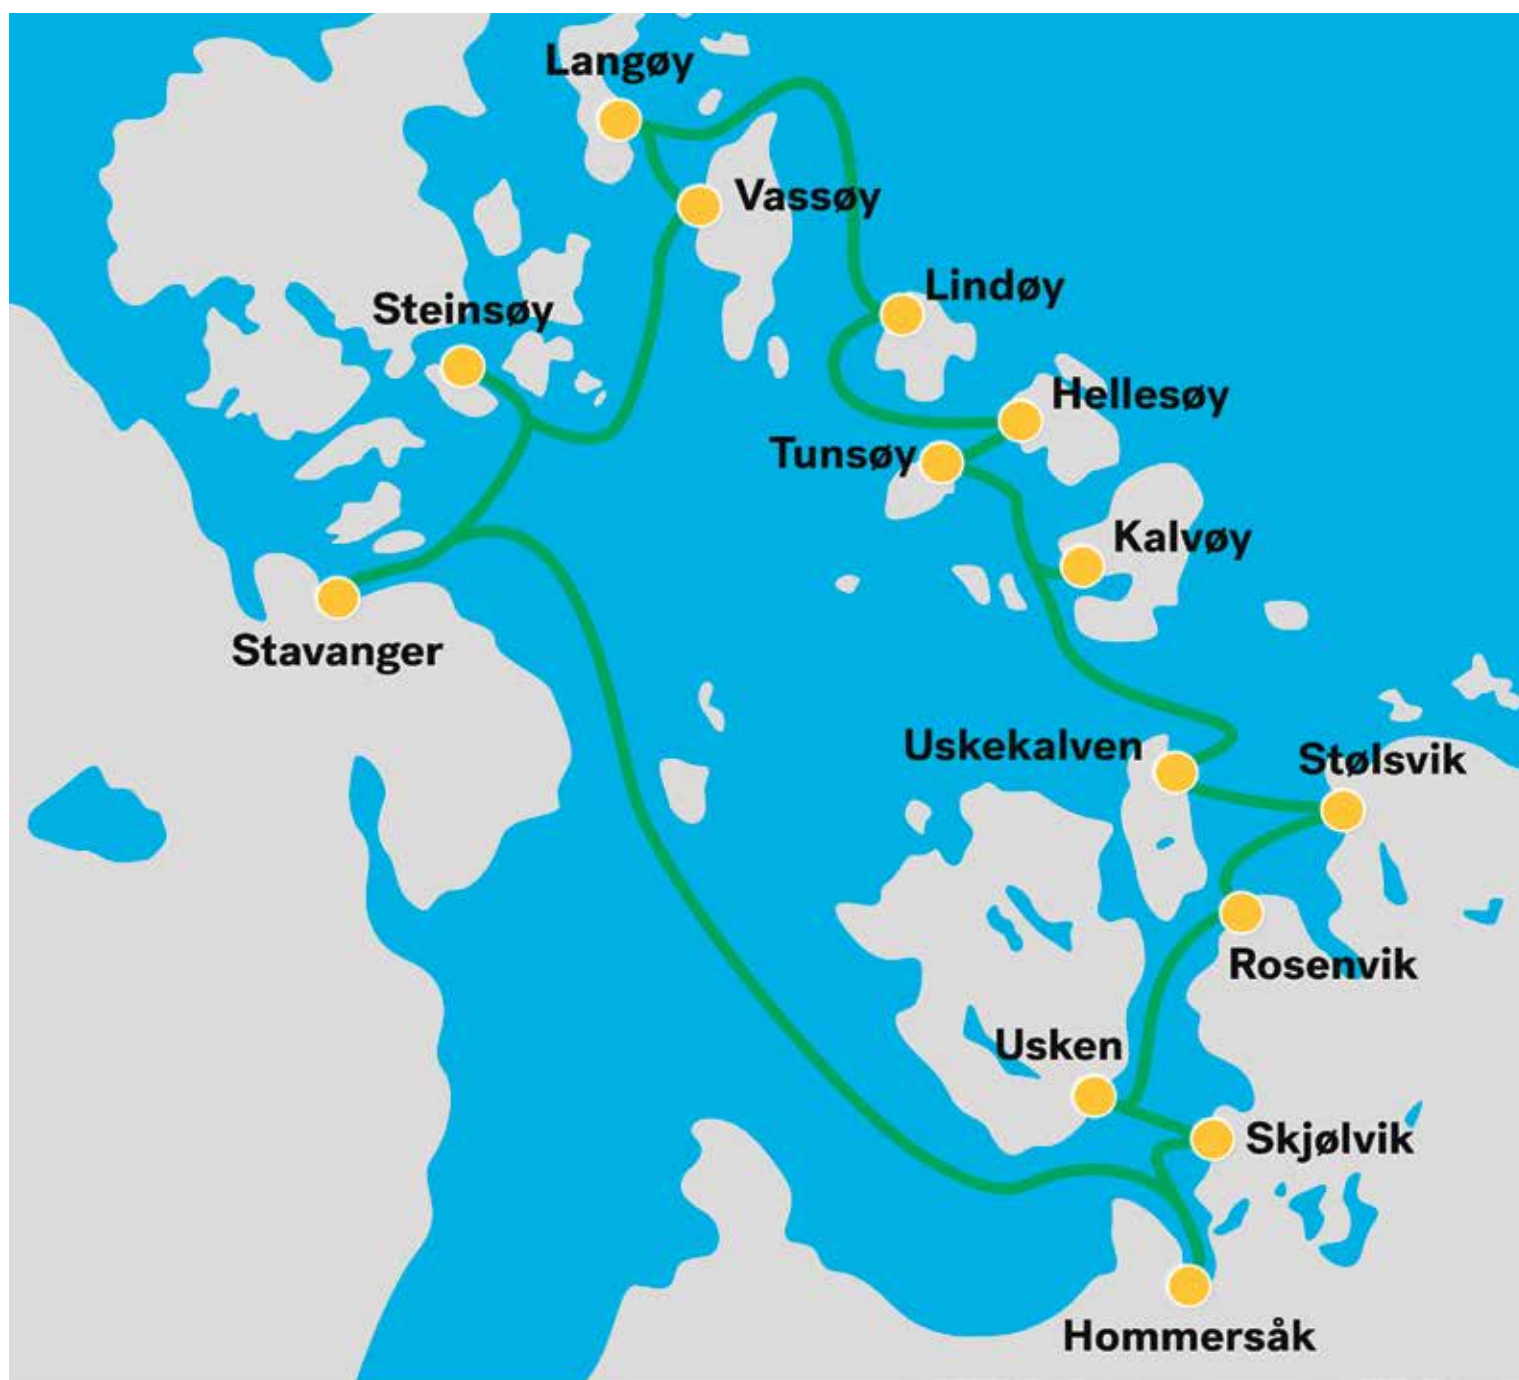 Langøy
Vassøy
Lindøy
Steinsøy
Hellesøy
Tunsøy
Kalvøy
Stavanger
Uskekalven
Stølsvik
Rosenvik
Usken
Skjølvik
Hommersåk